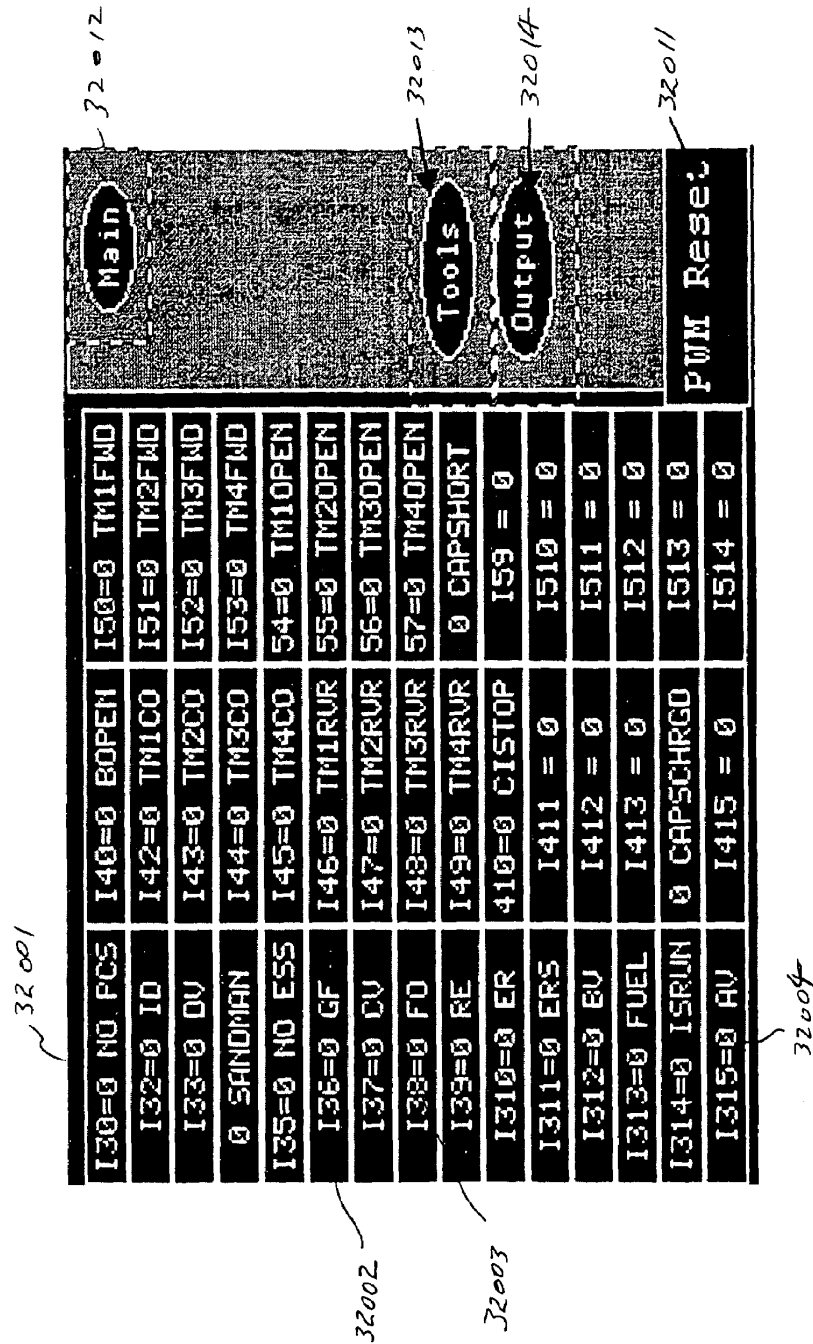 32001
32012
I30=0 NO PCS I40=0 BOPEN I50=0 TM1FWD
Main
I32=0 ID I42=0 TM1CO I51=0 TM2FWD
I33=0 OV I43=0 TM2CO I52=0 TM3FWD
0 SANDMAN I44=0 TM3CO I53=0 TM4FWD
I35=0 NO ESS I45=0 TM4CO 54=0 TM1OPEN
I36=0 GF I46=0 TM1RVR 55=0 TM2OPEN
32002
I37=0 CV I47=0 TM2RVR 56=0 TM3OPEN
I38=0 FO I48=0 TM3RVR 57=0 TM4OPEN
32003
I39=0 RE I49=0 TM4RVR 0 CAPSHORT
Tools
32013
I310=0 ER 410=0 CISTOP I59 = 0
I311=0 ERS I411 = 0 I510 = 0
Output
32014
I312=0 BV I412 = 0 I511 = 0
I313=0 FUEL I413 = 0 I512 = 0
I314=0 ISRUN 0 CAPSCHRGD I513 = 0
I315=0 AV I415 = 0 I514 = 0
32004
PWM Reset
32011